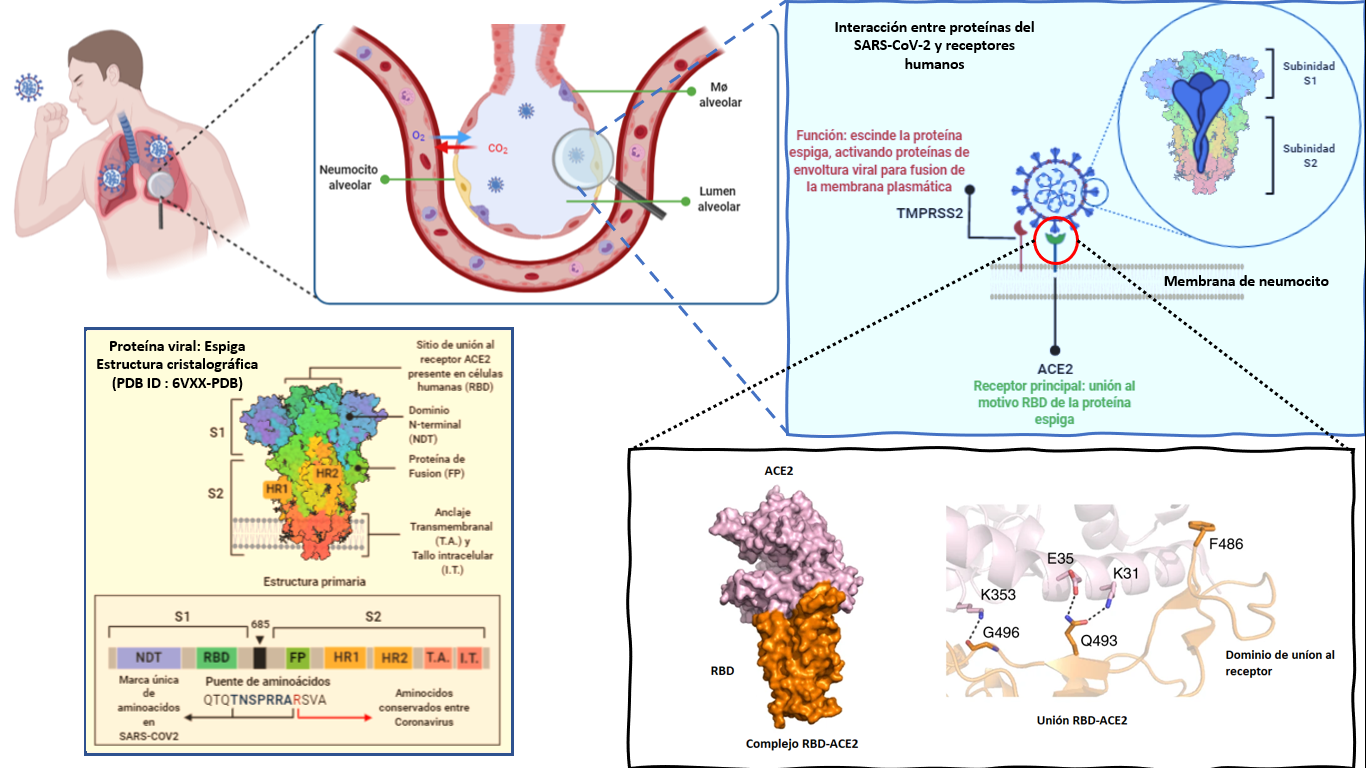 O2
CO2
Neumocito
alveolar
Mø
alveolar
Lumen
alveolar
Interacción entre proteínas del
SARS-CoV-2 y receptores
humanos
Subinidad
S1
Subinidad
S2
Función: escinde la proteína
espiga, activando proteínas de
envoltura viral para fusion de
la membrana plasmática
TMPRSS2
Membrana de neumocito
ACE2
Receptor principal: unión al
motivo RBD de la proteína
espiga
Proteína viral: Espiga
Estructura cristalográfica
(PDB ID : 6VXX-PDB)
Sitio de unión al
receptor ACE2
presente en células
humanas (RBD)
S1
Dominio
N-terminal
(NDT)
Proteína de
Fusion (FP)
S2
HR1
HR2
Anclaje
Transmembranal
(T.A.) y
Tallo intracelular
(I.T.)
Estructura primaria
S1
685
S2
NDT
RBD
FP
HR1
HR2
T.A.
I.T.
Marca única
de
aminoacidos
en
SARS-COV2
Puente de aminoácidos
QTQTNSPRRARSVA
Aminocidos
conservados entre
Coronavirus
ACE2
RBD
Complejo RBD-ACE2
E35
K31
F486
K353
G496
Q493
Dominio de uníon al
receptor
Unión RBD-ACE2